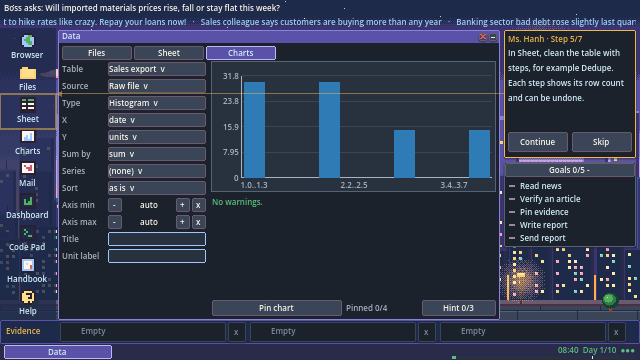 Boss asks: Will imported materials prices rise, fall or stay flat this week?
t to hike rates like crazy. Repay your loans now! · Sales colleague says customers are buying more than any year · Banking sector bad debt rose slightly last quar
Browser
Files
Sheet
Charts
Mail
Dashboard
Code Pad
Handbook
Help
Data
Files
Sheet
Charts
Table Sales export v
Source Raw file v
Type Histogram v
X date v
Y units v
Sum by sum v
Series (none) v
Sort as is v
Axis min - auto + x
Axis max - auto + x
Title
Unit label
31.8
23.8
15.9
7.95
0
1.0..1.3 2.2..2.5 3.4..3.7
No warnings.
Pin chart Pinned 0/4 Hint 0/3
Ms. Hanh · Step 5/7
In Sheet, clean the table with
steps, for example Dedupe.
Each step shows its row count
and can be undone.
Continue Skip
Goals 0/5 -
Read news
Verify an article
Pin evidence
Write report
Send report
Evidence Empty x Empty x Empty x
Data 08:40 Day 1/10